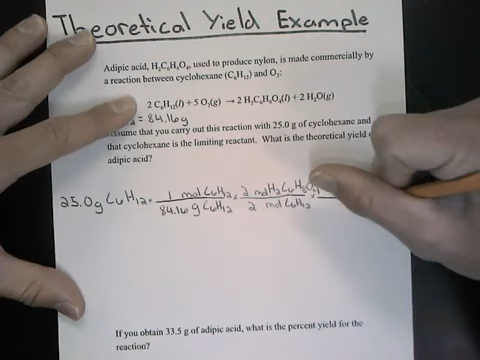 Theoretical Yield Example
Adipic acid, H₂C₆H₈O₄, used to produce nylon, is made commercially by
a reaction between cyclohexane (C₆H₁₂) and O₂:
2 C₆H₁₂(l) + 5 O₂(g) → 2 H₂C₆H₈O₄(l) + 2 H₂O(g)
= 84.16g
Assume that you carry out this reaction with 25.0 g of cyclohexane and
that cyclohexane is the limiting reactant. What is the theoretical yield
adipic acid?
25.0g C₆H₁₂ × 1 mol C₆H₁₂ × 2 mol H₂C₆H₈O₄ ×
84.16 g C₆H₁₂ 2 mol C₆H₁₂
If you obtain 33.5 g of adipic acid, what is the percent yield for the
reaction?